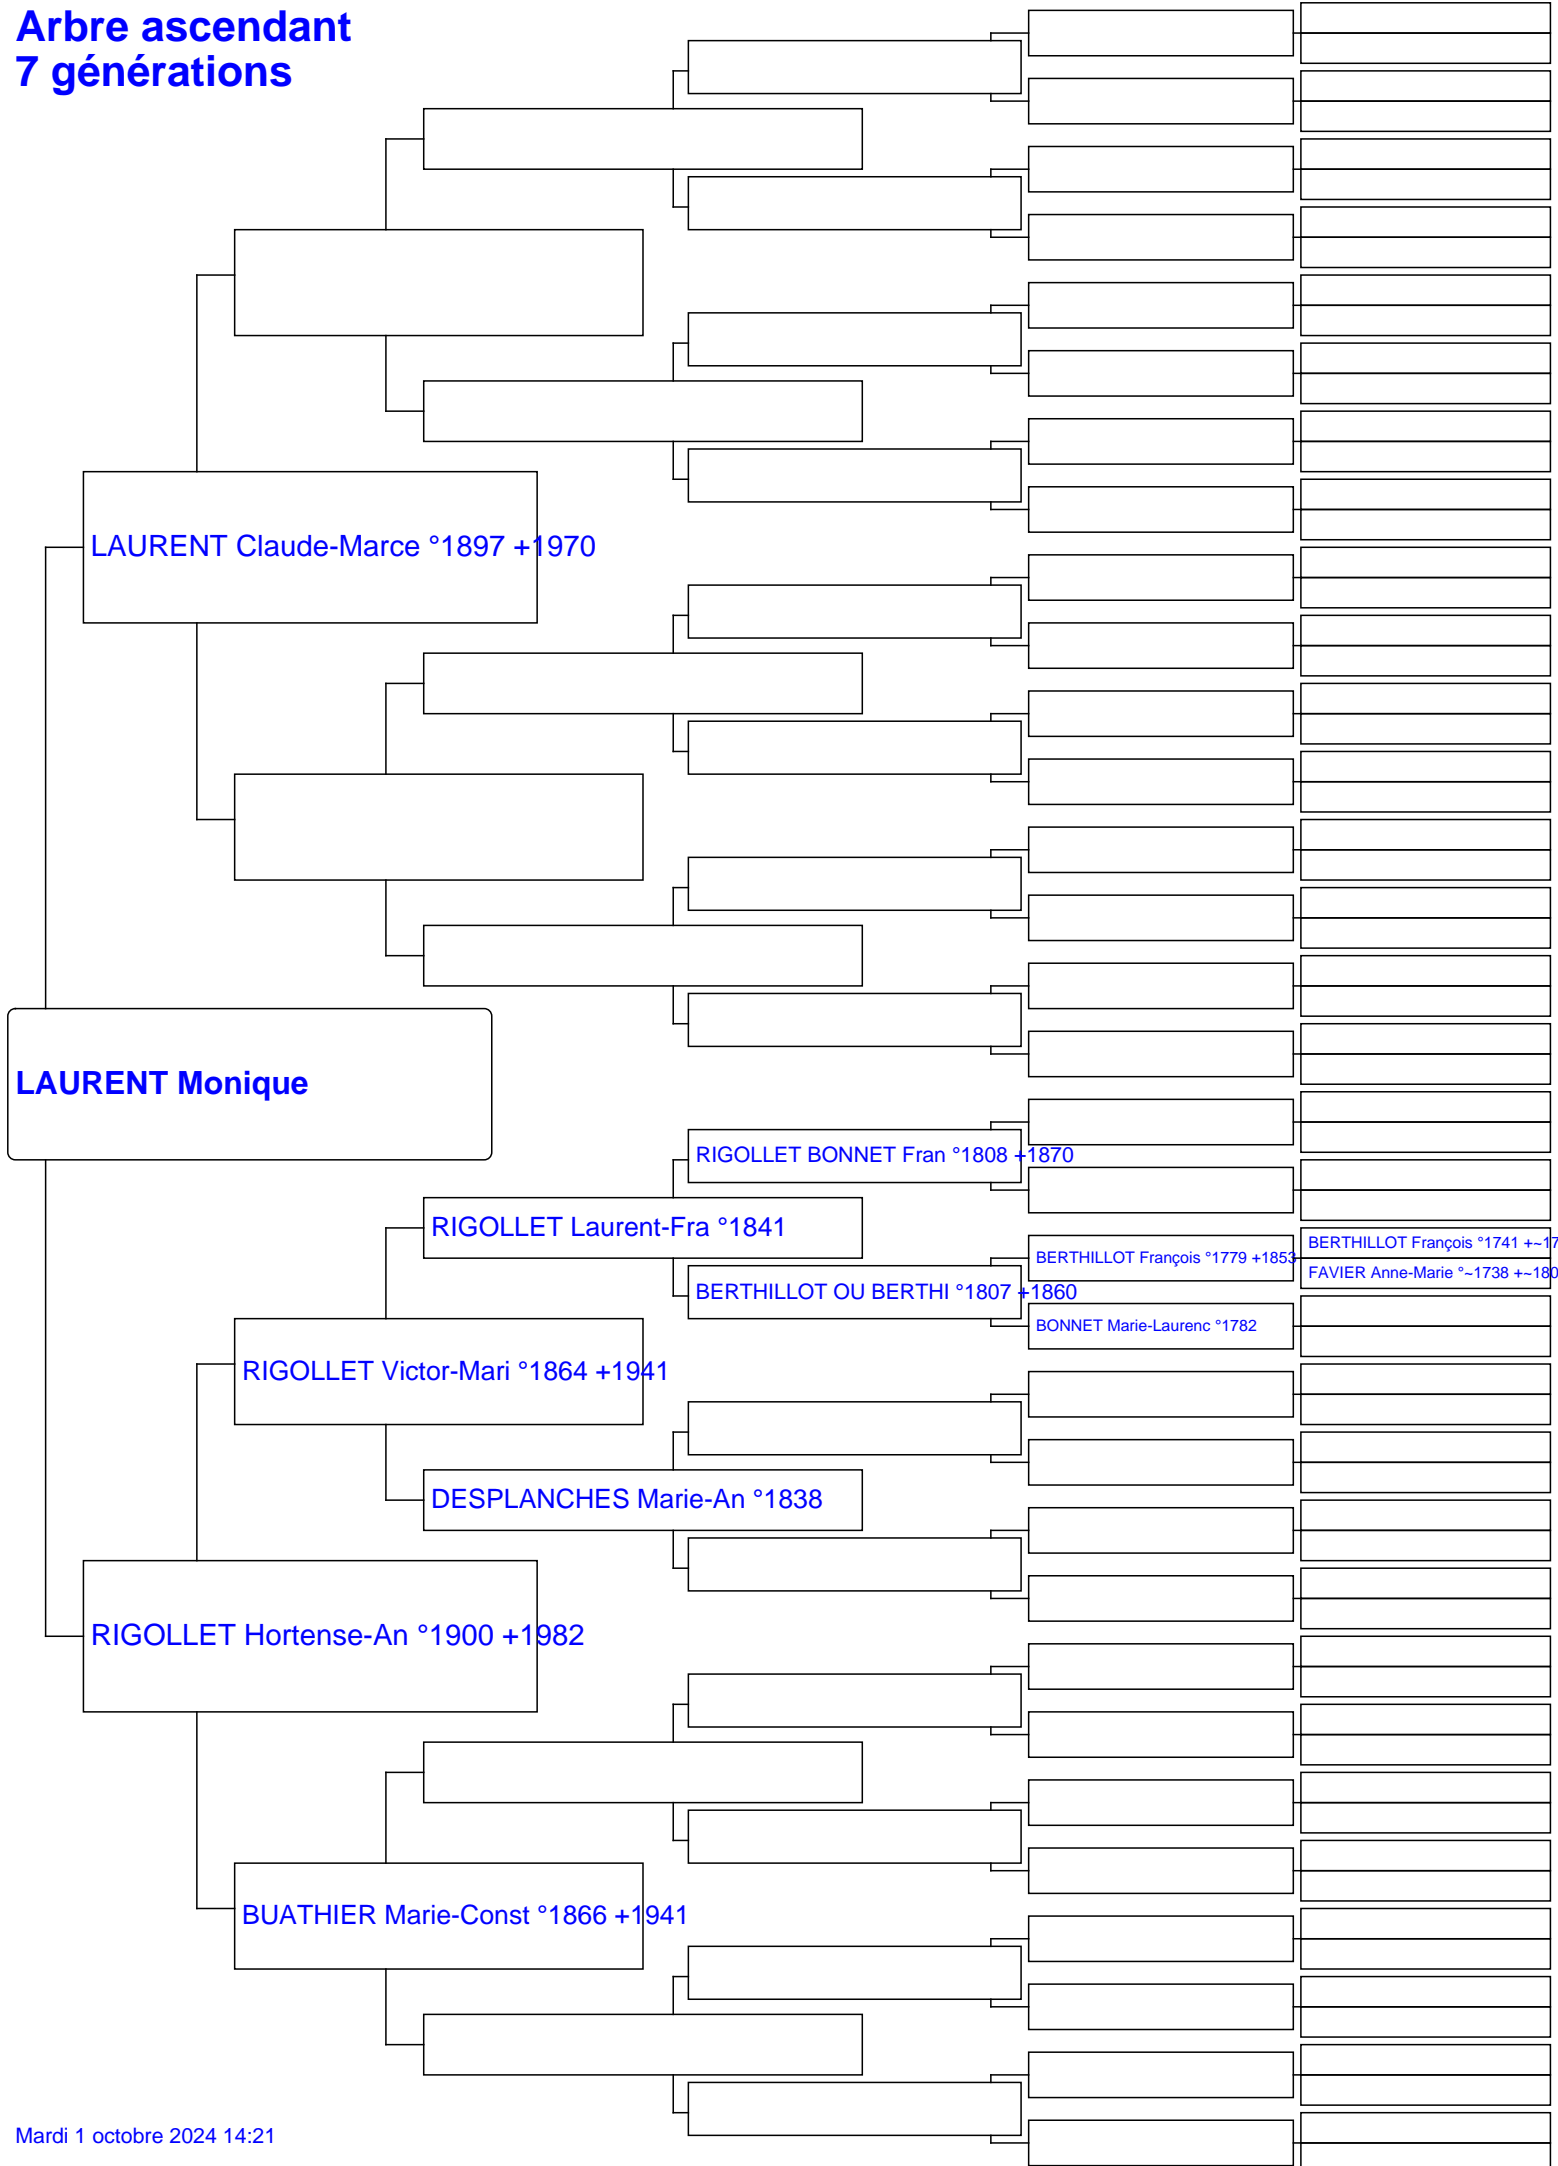 Arbre ascendant
7 générations
LAURENT Claude-Marce °1897 +1970
LAURENT Monique
RIGOLLET BONNET Fran °1808 +1870
RIGOLLET Laurent-Fra °1841
BERTHILLOT François °1741 +~17
BERTHILLOT François °1779 +1853
FAVIER Anne-Marie °~1738 +~180
BERTHILLOT OU BERTHI °1807 +1860
BONNET Marie-Laurenc °1782
RIGOLLET Victor-Mari °1864 +1941
DESPLANCHES Marie-An °1838
RIGOLLET Hortense-An °1900 +1982
BUATHIER Marie-Const °1866 +1941
Mardi 1 octobre 2024 14:21